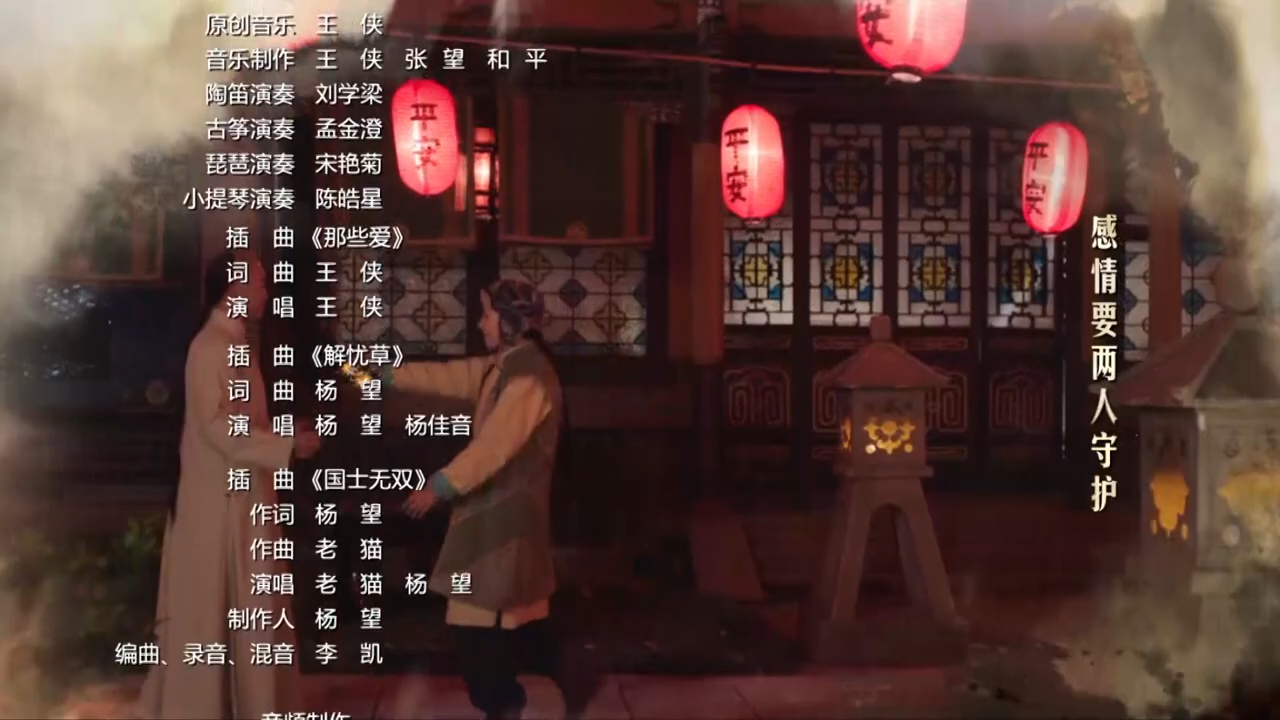 原创音乐 王 侠
音乐制作 王 侠 张 望 和 平
陶笛演奏 刘学梁
古筝演奏 孟金澄
琵琶演奏 宋艳菊
小提琴演奏 陈皓星
插 曲《那些爱》
词 曲 王 侠
演 唱 王 侠
插 曲《解忧草》
词 曲 杨 望
演 唱 杨 望 杨佳音
插 曲《国士无双》
作词 杨 望
作曲 老 猫
演唱 老 猫 杨 望
制作人 杨 望
编曲、录音、混音 李 凯
音频制作
平安
平安
平安
平安
感情要两人守护